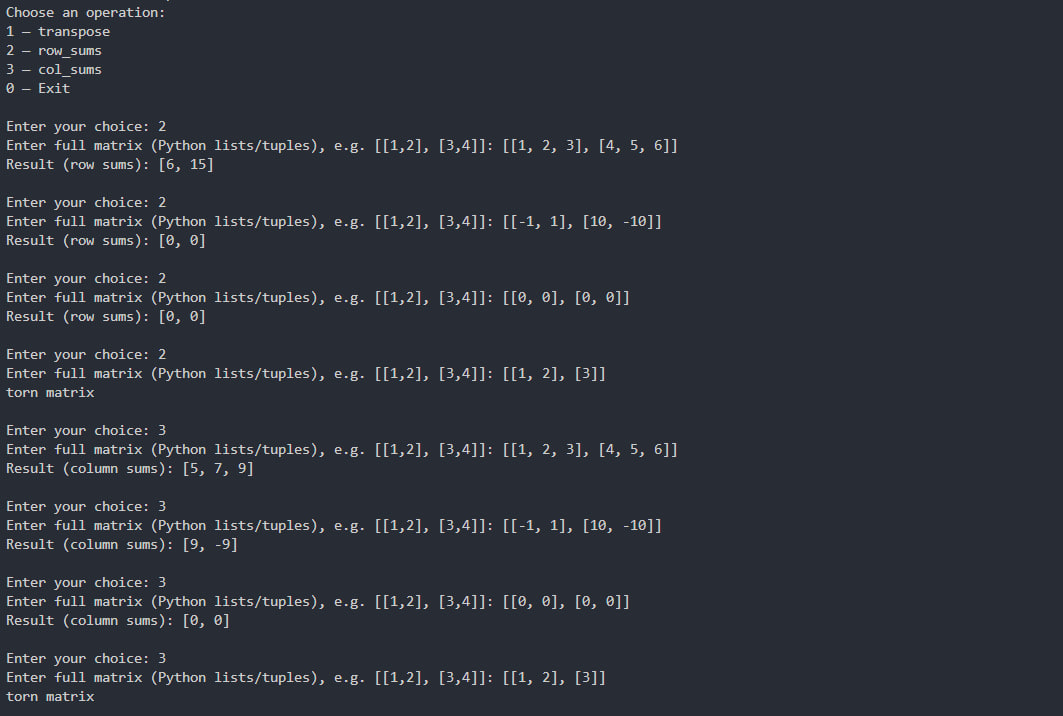 Choose an operation:
1 – transpose
2 – row_sums
3 – col_sums
0 – Exit
Enter your choice: 2
Enter full matrix (Python lists/tuples), e.g. [[1,2], [3,4]]: [[1, 2, 3], [4, 5, 6]]
Result (row sums): [6, 15]
Enter your choice: 2
Enter full matrix (Python lists/tuples), e.g. [[1,2], [3,4]]: [[-1, 1], [10, -10]]
Result (row sums): [0, 0]
Enter your choice: 2
Enter full matrix (Python lists/tuples), e.g. [[1,2], [3,4]]: [[0, 0], [0, 0]]
Result (row sums): [0, 0]
Enter your choice: 2
Enter full matrix (Python lists/tuples), e.g. [[1,2], [3,4]]: [[1, 2], [3]]
torn matrix
Enter your choice: 3
Enter full matrix (Python lists/tuples), e.g. [[1,2], [3,4]]: [[1, 2, 3], [4, 5, 6]]
Result (column sums): [5, 7, 9]
Enter your choice: 3
Enter full matrix (Python lists/tuples), e.g. [[1,2], [3,4]]: [[-1, 1], [10, -10]]
Result (column sums): [9, -9]
Enter your choice: 3
Enter full matrix (Python lists/tuples), e.g. [[1,2], [3,4]]: [[0, 0], [0, 0]]
Result (column sums): [0, 0]
Enter your choice: 3
Enter full matrix (Python lists/tuples), e.g. [[1,2], [3,4]]: [[1, 2], [3]]
torn matrix